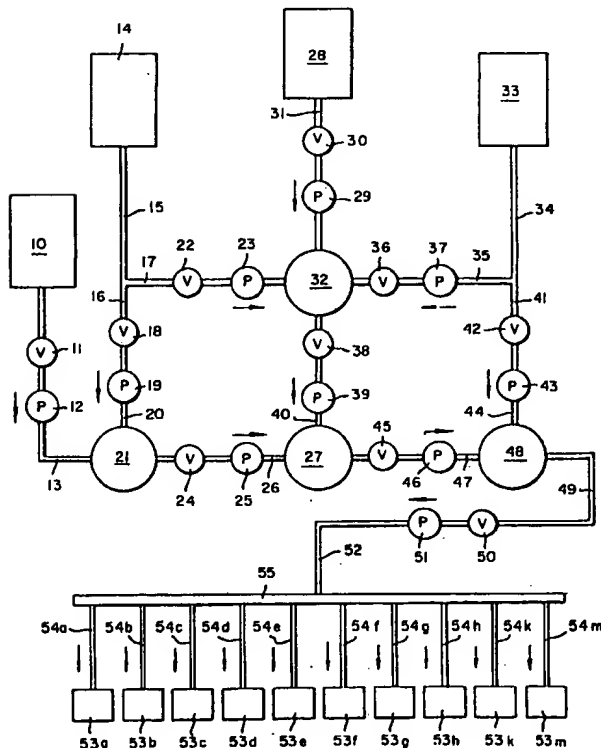 14
28
33
31
V 30
15
34
P 29
10
17 22 23 36 37 35
V P 32 V P
16
41
V 11
V 18
V 38
42 V
P 12
P 19
P 39
P 43
20
40
44
13
21 V P 27 V P 48
24 25 26
45 46 47
49
52 P V
51 50
55
54a 54b 54c 54d 54e 54f 54g 54h 54k 54m
53a 53b 53c 53d 53e 53f 53g 53h 53k 53m